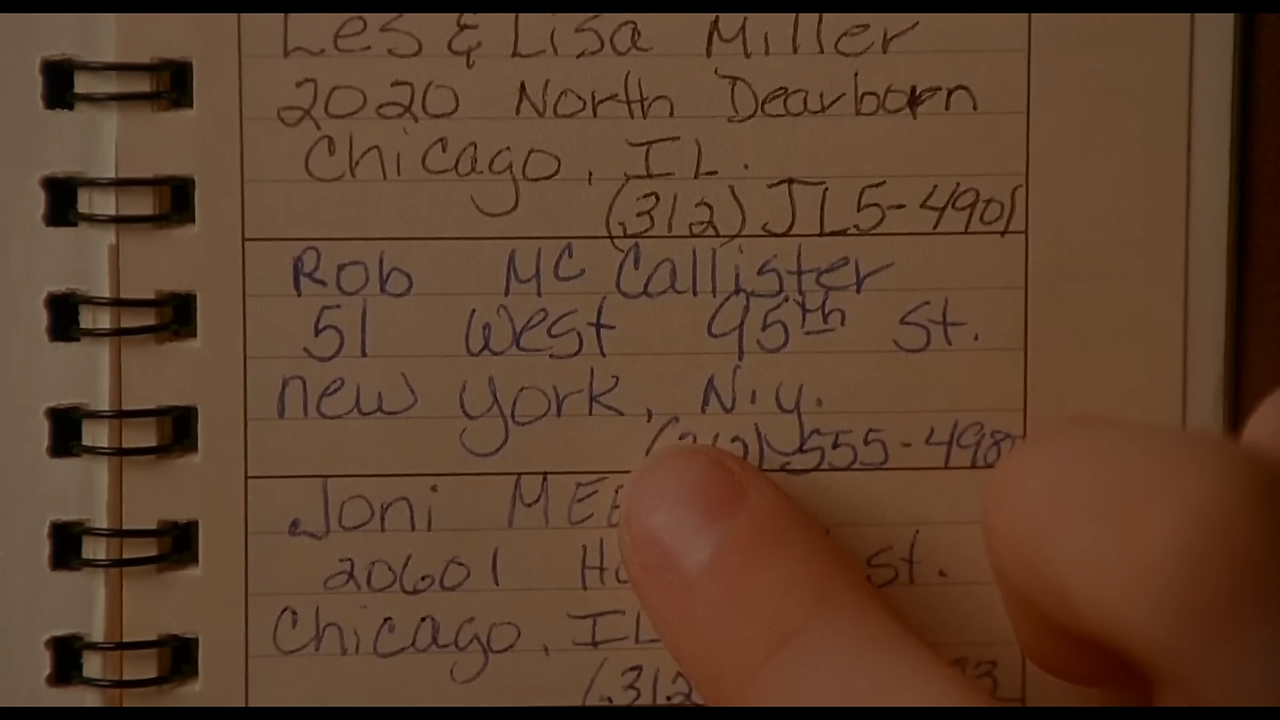 Les & Lisa Miller
2020 North Dearborn
Chicago, IL.
(312) JL5-4901
Rob MC Callister
51 West 95th St.
new york, N.y.
555-498
Joni
20601 St.
Chicago, IL
(312